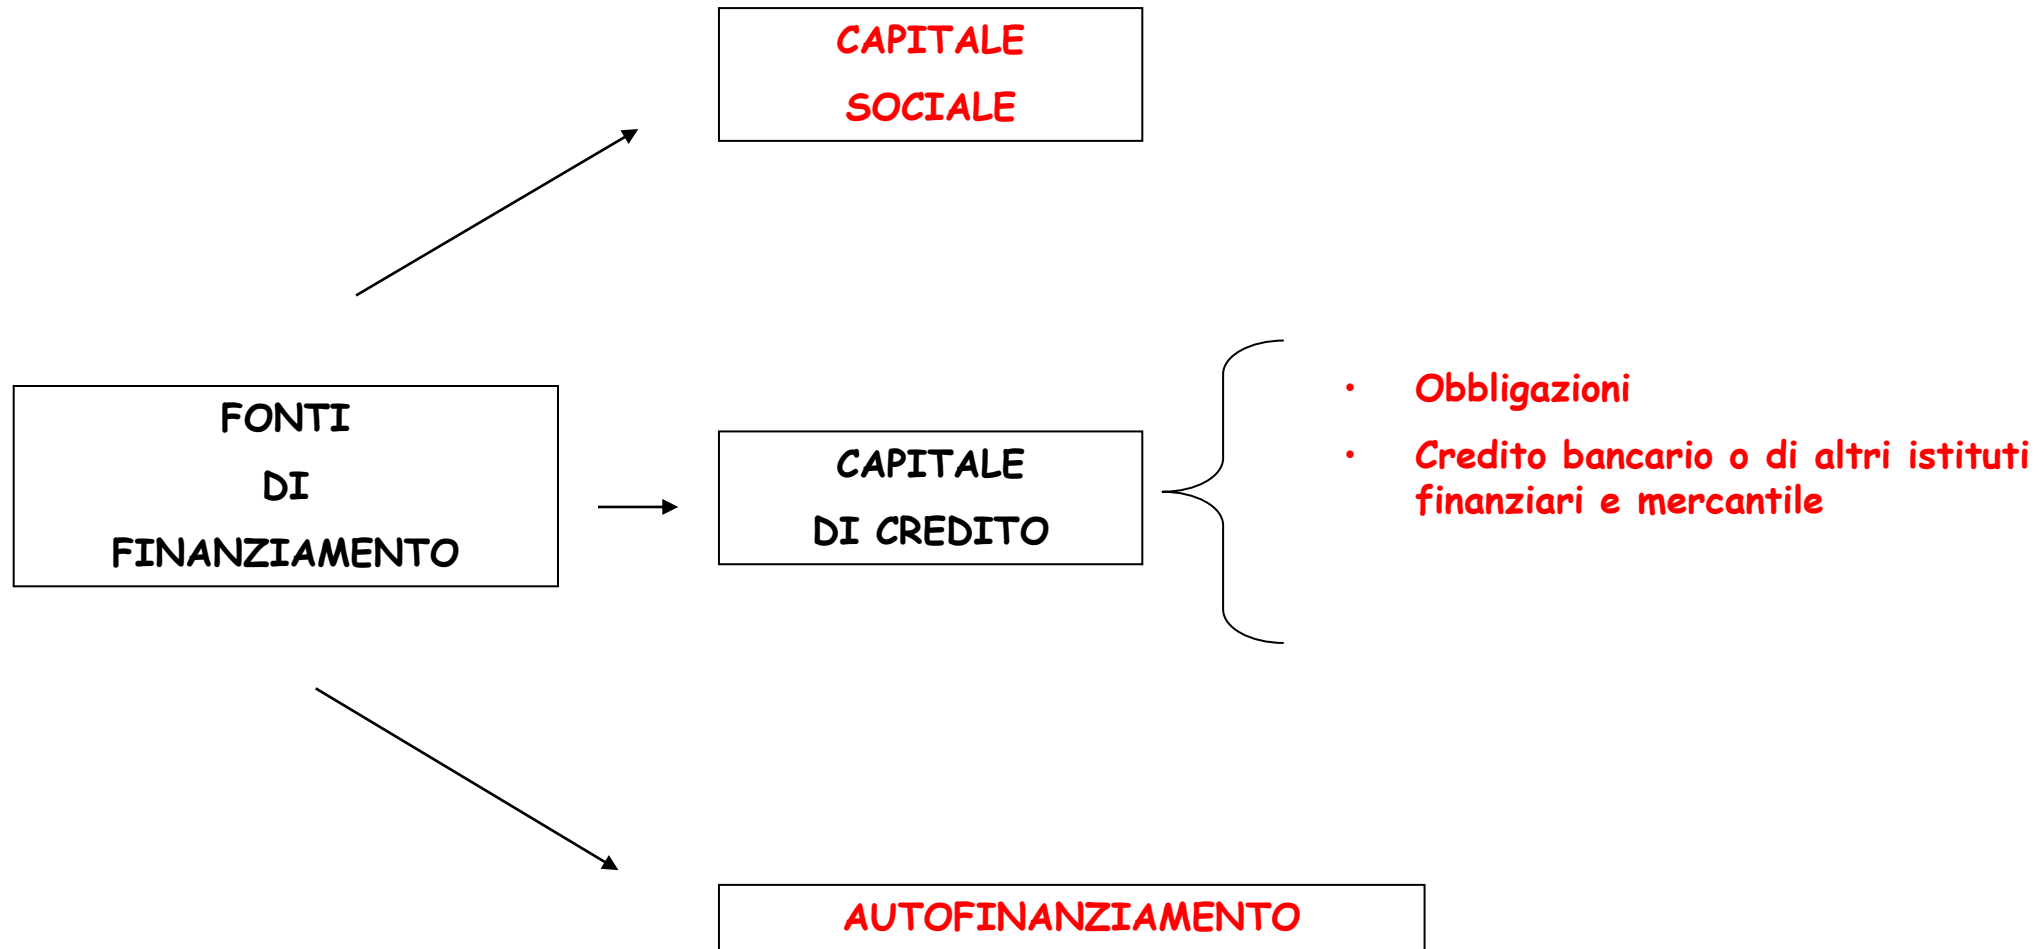 CAPITALE
SOCIALE
FONTI
DI
FINANZIAMENTO
CAPITALE
DI CREDITO
• Obbligazioni
• Credito bancario o di altri istituti
finanziari e mercantile
AUTOFINANZIAMENTO